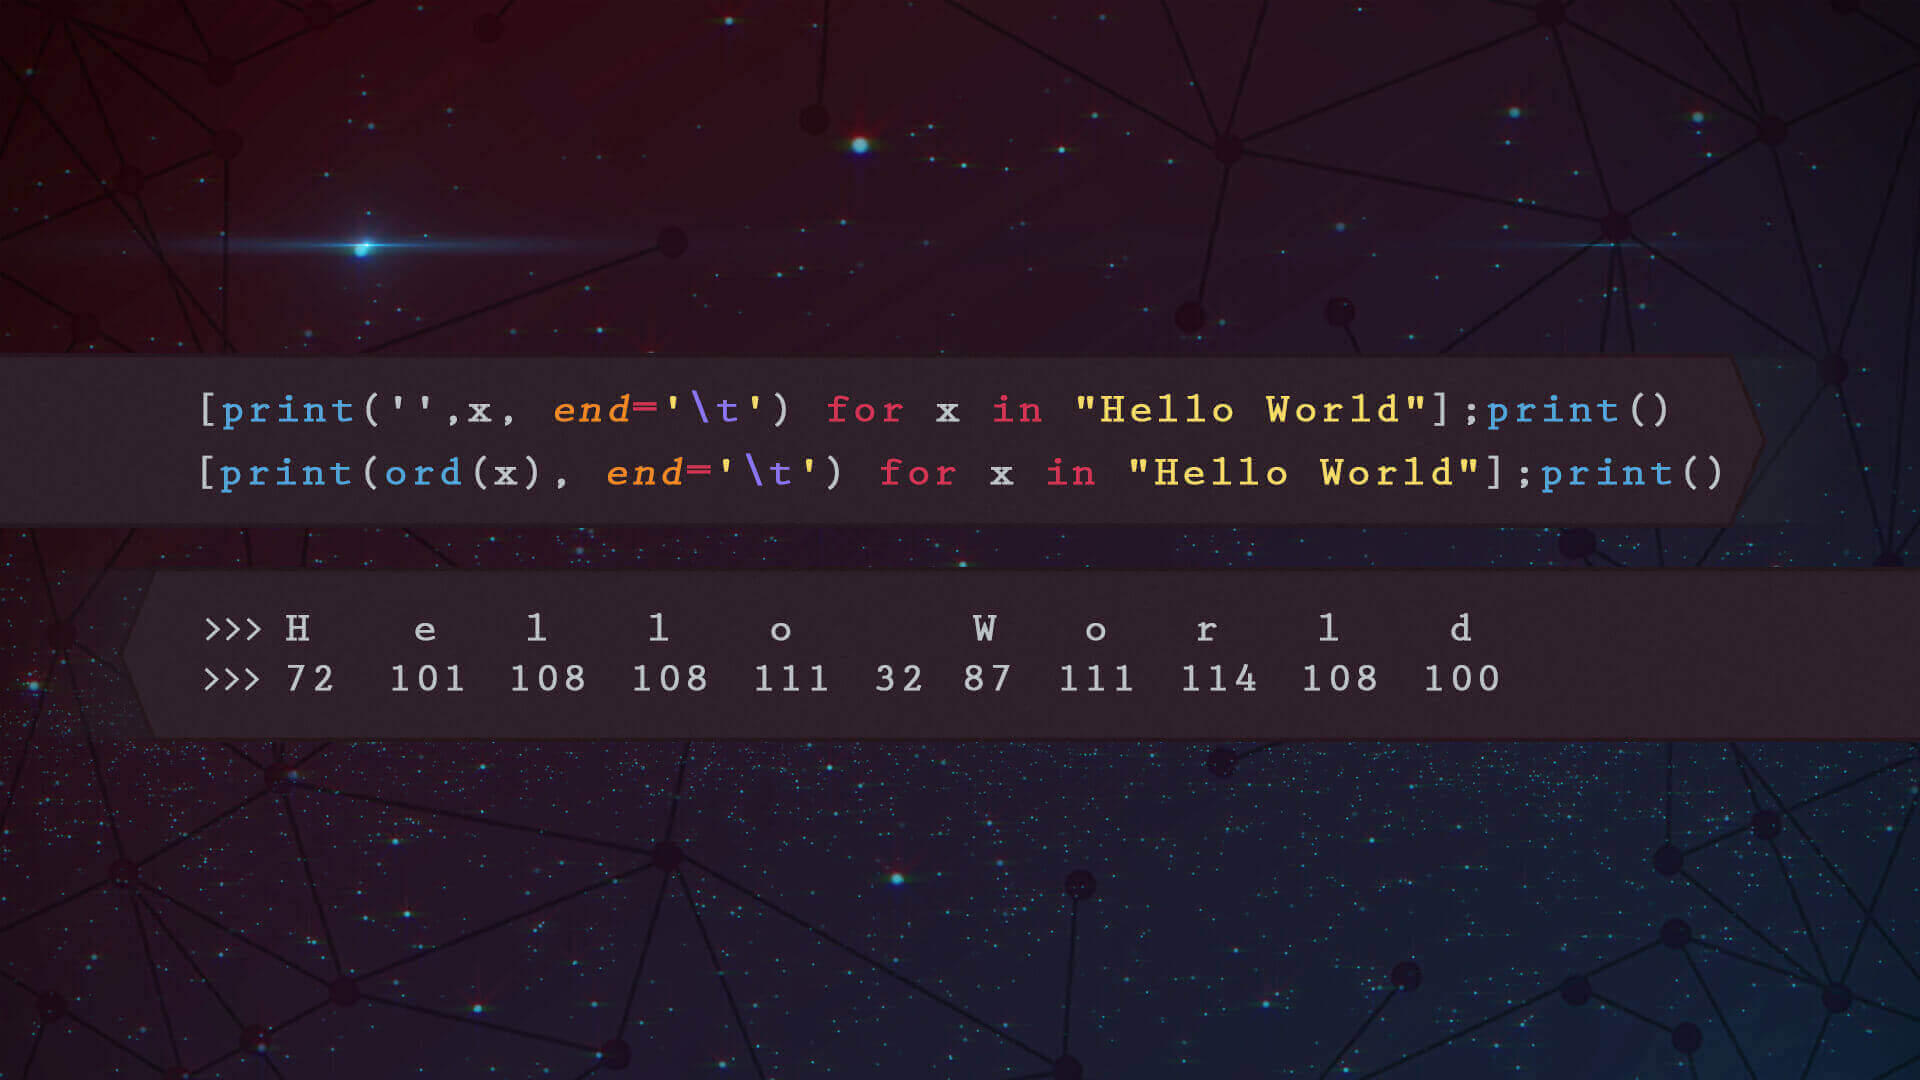 [print('',x, end='\t') for x in "Hello World"];print()
[print(ord(x), end='\t') for x in "Hello World"];print()
>>> H e l l o W o r l d
>>> 72 101 108 108 111 32 87 111 114 108 100